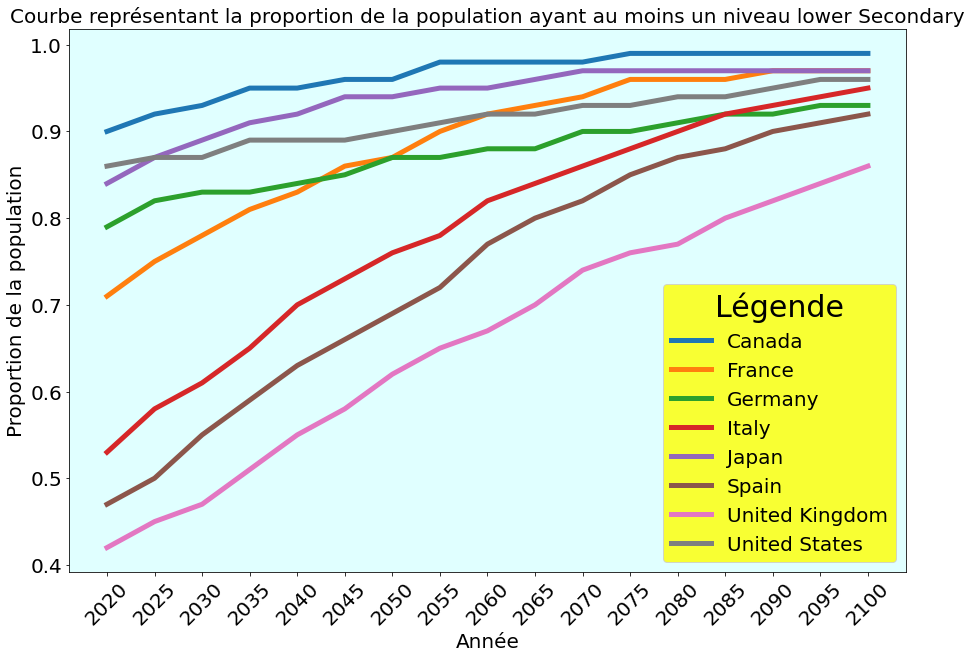 Courbe représentant la proportion de la population ayant au moins un niveau lower Secondary
1.0
0.9
0.8
0.7
0.6
0.5
0.4
Proportion de la population
Légende
Canada
France
Germany
Italy
Japan
Spain
United Kingdom
United States
2020 2025 2030 2035 2040 2045 2050 2055 2060 2065 2070 2075 2080 2085 2090 2095 2100
Année